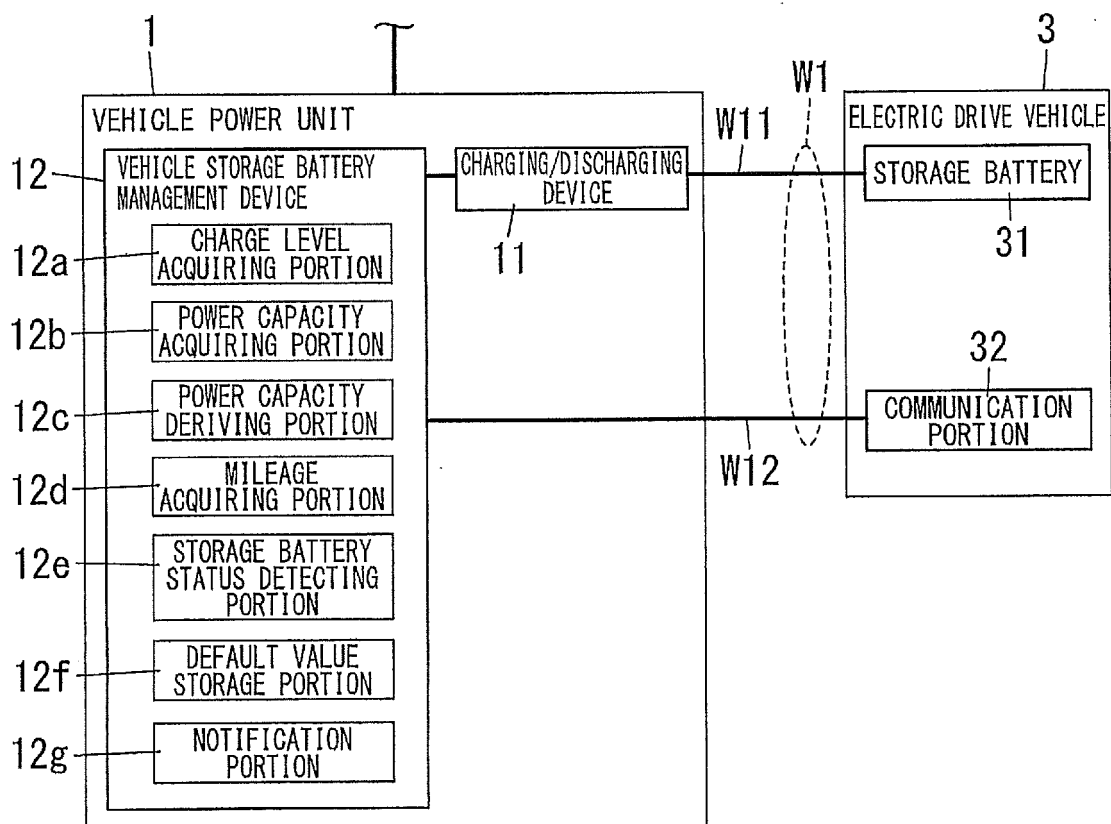 1
3
W1
VEHICLE POWER UNIT
ELECTRIC DRIVE VEHICLE
W11
12
VEHICLE STORAGE BATTERY
MANAGEMENT DEVICE
CHARGING/DISCHARGING
DEVICE
STORAGE BATTERY
11
31
12a
CHARGE LEVEL
ACQUIRING PORTION
12b
POWER CAPACITY
ACQUIRING PORTION
32
12c
POWER CAPACITY
DERIVING PORTION
COMMUNICATION
PORTION
W12
12d
MILEAGE
ACQUIRING PORTION
12e
STORAGE BATTERY
STATUS DETECTING
PORTION
12f
DEFAULT VALUE
STORAGE PORTION
12g
NOTIFICATION
PORTION